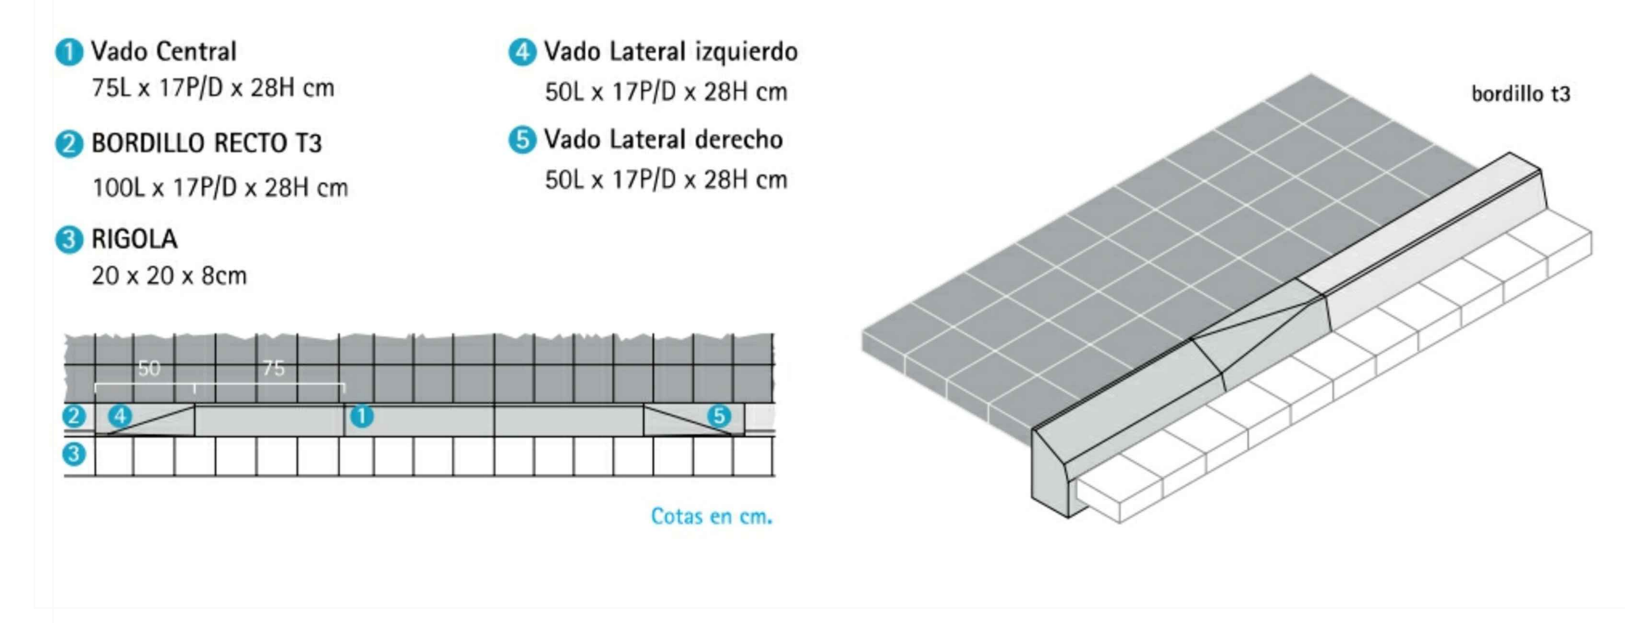 1 Vado Central
75L x 17P/D x 28H cm
2 BORDILLO RECTO T3
100L x 17P/D x 28H cm
3 RIGOLA
20 x 20 x 8cm
4 Vado Lateral izquierdo
50L x 17P/D x 28H cm
5 Vado Lateral derecho
50L x 17P/D x 28H cm
50 75
2 4 1 5
3
Cotas en cm.
bordillo t3